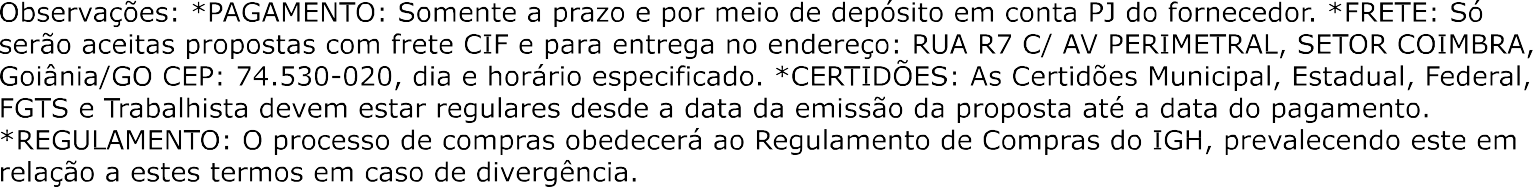 Observações: *PAGAMENTO: Somente a prazo e por meio de depósito em conta PJ do fornecedor. *FRETE: Só
serão aceitas propostas com frete CIF e para entrega no endereço: RUA R7 C/ AV PERIMETRAL, SETOR COIMBRA,
Goiânia/GO CEP: 74.530-020, dia e horário especificado. *CERTIDÕES: As Certidões Municipal, Estadual, Federal,
FGTS e Trabalhista devem estar regulares desde a data da emissão da proposta até a data do pagamento.
*REGULAMENTO: O processo de compras obedecerá ao Regulamento de Compras do IGH, prevalecendo este em
relação a estes termos em caso de divergência.